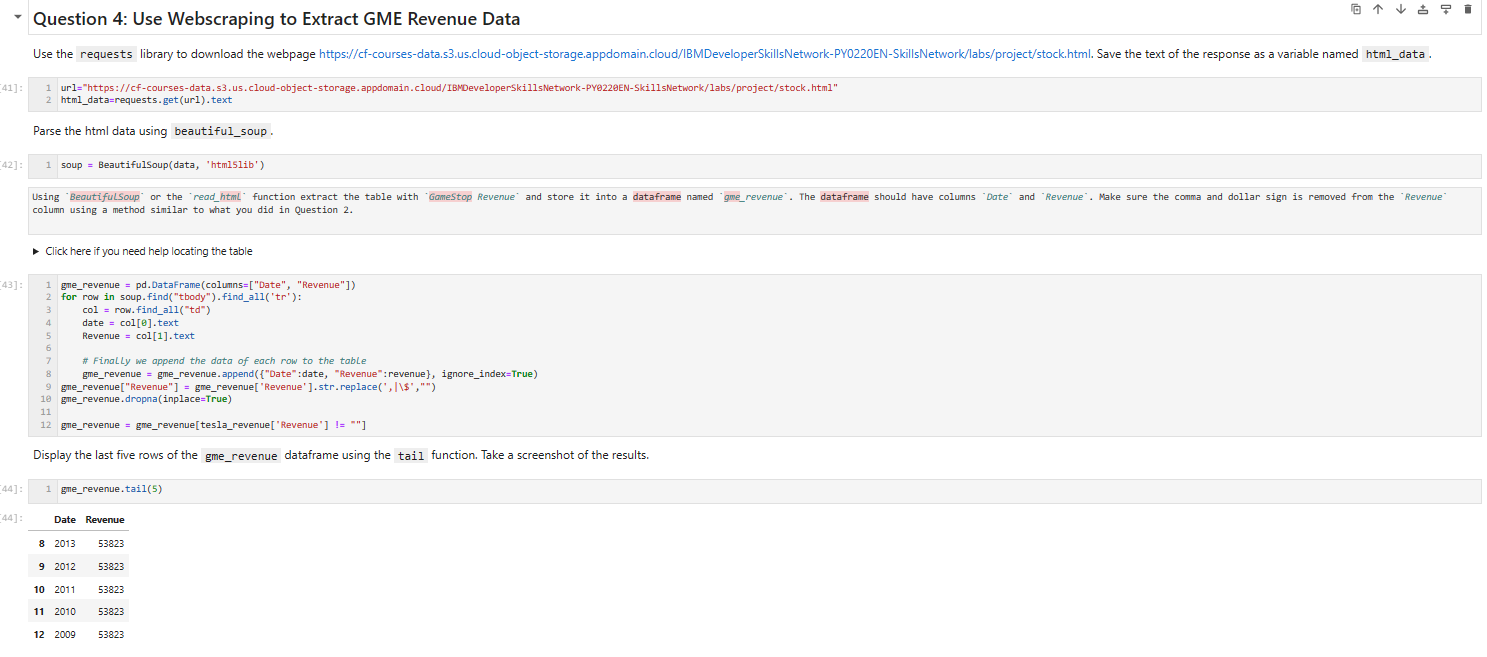 Question 4: Use Webscraping to Extract GME Revenue Data
Use the requests library to download the webpage https://cf-courses-data.s3.us.cloud-object-storage.appdomain.cloud/IBMDeveloperSkillsNetwork-PY0220EN-SkillsNetwork/labs/project/stock.html. Save the text of the response as a variable named html_data.
[41]:
1 url="https://cf-courses-data.s3.us.cloud-object-storage.appdomain.cloud/IBMDeveloperSkillsNetwork-PY0220EN-SkillsNetwork/labs/project/stock.html"
2 html_data=requests.get(url).text
Parse the html data using beautiful_soup.
[42]:
1 soup = BeautifulSoup(data, 'html5lib')
Using `BeautifulSoup` or the `read_html` function extract the table with `GameStop Revenue` and store it into a dataframe named `gme_revenue`. The dataframe should have columns `Date` and `Revenue`. Make sure the comma and dollar sign is removed from the `Revenue`
column using a method similar to what you did in Question 2.
Click here if you need help locating the table
[43]:
1 gme_revenue = pd.DataFrame(columns=["Date", "Revenue"])
2 for row in soup.find("tbody").find_all('tr'):
3     col = row.find_all("td")
4     date = col[0].text
5     Revenue = col[1].text
6
7     # Finally we append the data of each row to the table
8     gme_revenue = gme_revenue.append({"Date":date, "Revenue":revenue}, ignore_index=True)
9 gme_revenue["Revenue"] = gme_revenue['Revenue'].str.replace(',|\$',"")
10 gme_revenue.dropna(inplace=True)
11
12 gme_revenue = gme_revenue[tesla_revenue['Revenue'] != ""]
Display the last five rows of the gme_revenue dataframe using the tail function. Take a screenshot of the results.
[44]:
1 gme_revenue.tail(5)
[44]:
Date Revenue
8 2013 53823
9 2012 53823
10 2011 53823
11 2010 53823
12 2009 53823